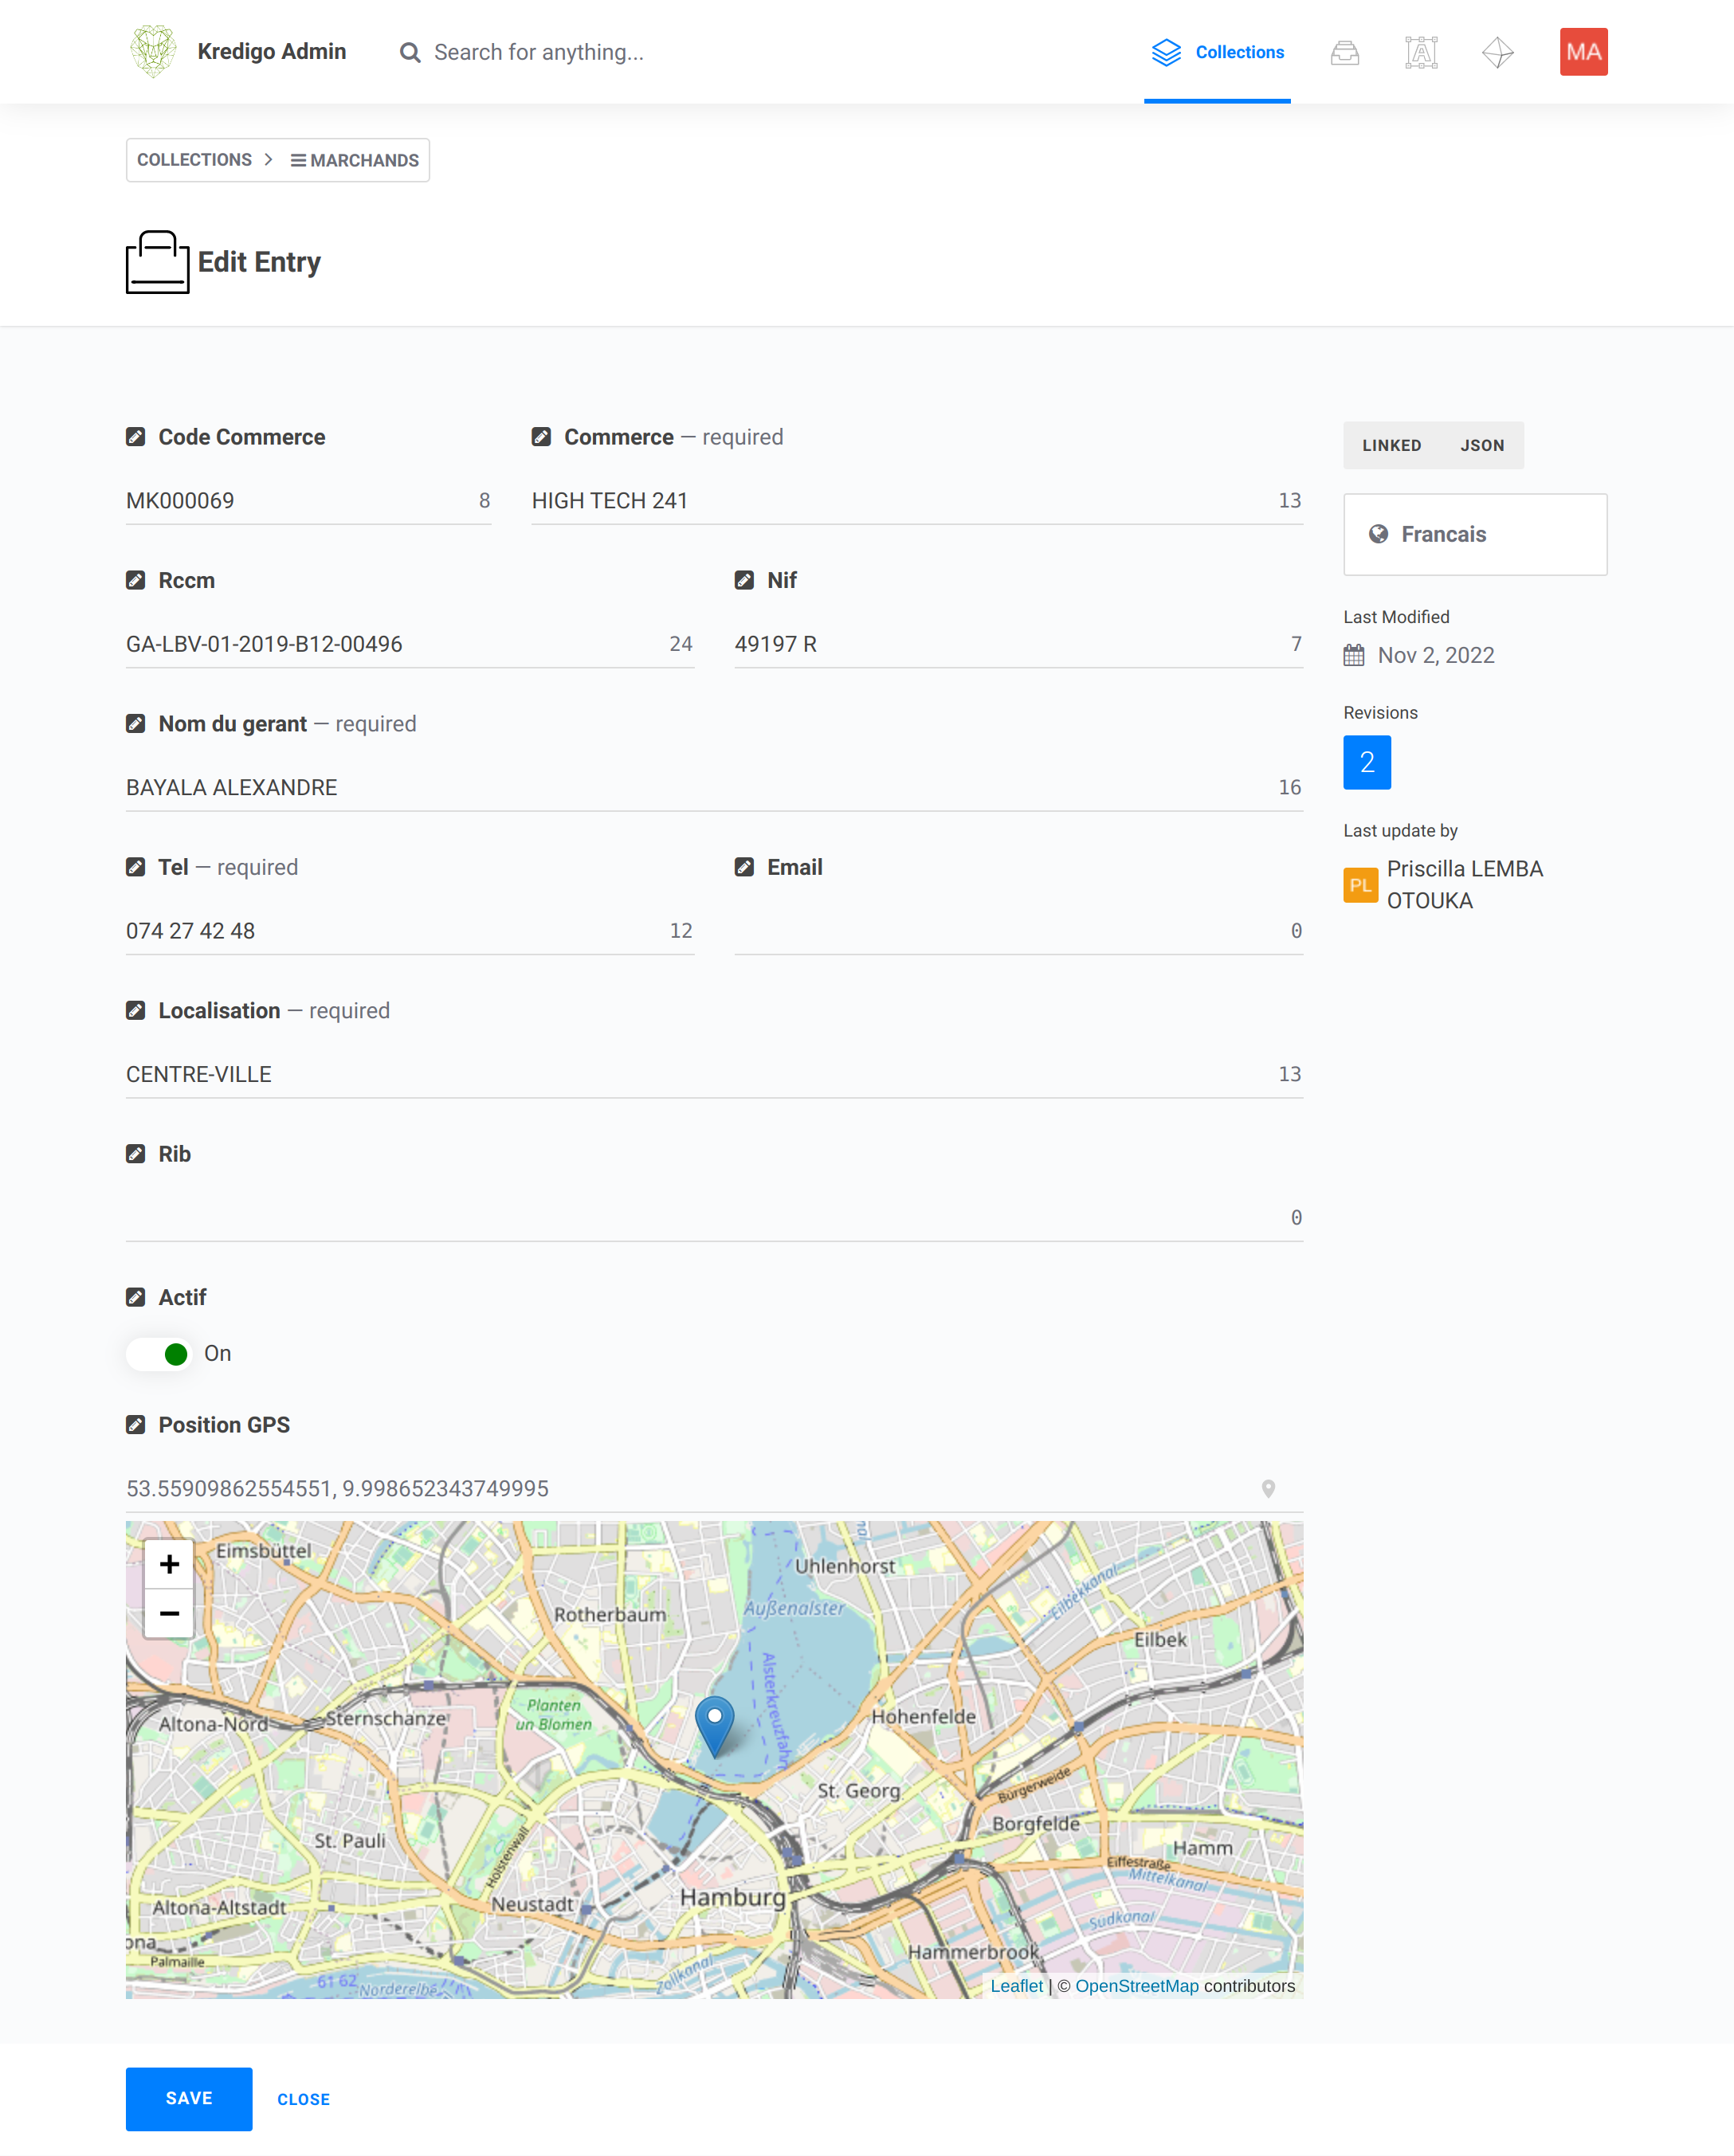 Kredigo Admin
Search for anything...
Collections
MA
COLLECTIONS
MARCHANDS
Edit Entry
Code Commerce
MK000069
8
Commerce — required
HIGH TECH 241
13
Rccm
GA-LBV-01-2019-B12-00496
24
Nif
49197 R
7
Nom du gerant — required
BAYALA ALEXANDRE
16
Tel — required
074 27 42 48
12
Email
0
Localisation — required
CENTRE-VILLE
13
Rib
0
Actif
On
Position GPS
53.55909862554551, 9.998652343749995
+
−
Eimsbüttel
Uhlenhorst
Rotherbaum
Außenalster
Eilbekkanal
Eilbek
Alsterkreuzfahr
Planten
un Blomen
Altona-Nord
Sternschanze
Hohenfelde
St. Georg
Bürgerweide
Borgfelde
St. Pauli
Holstenwall
Hamm
Eiffestraße
Mittelkanal
Neustadt
Hamburg
Altona-Altstadt
Südkanal
ona
Palmaille
Hammerbrook
61 62
Norderelbe
Zollkanal
Leaflet | © OpenStreetMap contributors
LINKED
JSON
Francais
Last Modified
Nov 2, 2022
Revisions
2
Last update by
PL
Priscilla LEMBA
OTOUKA
SAVE
CLOSE